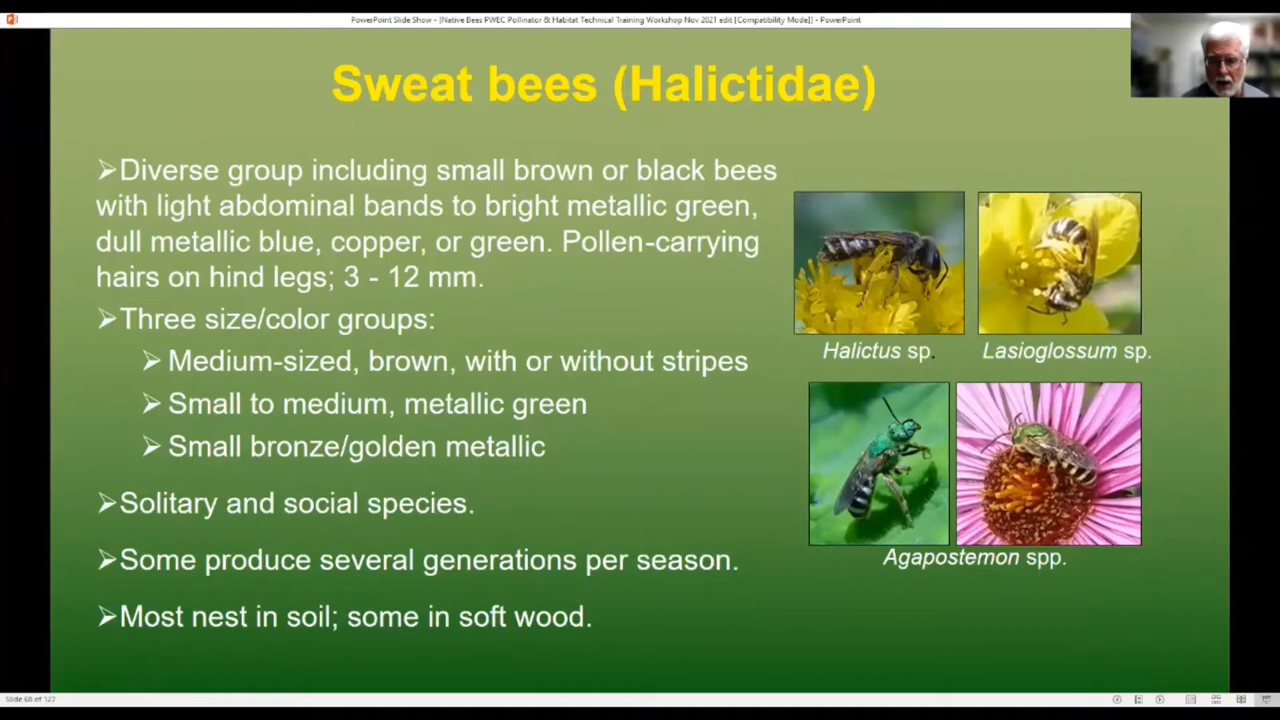 PowerPoint Slide Show - [Native Bees PWEC Pollinator & Habitat Technical Training Workshop Nov 2021 edit [Compatibility Mode]] - PowerPoint
Sweat bees (Halictidae)
➢Diverse group including small brown or black bees
with light abdominal bands to bright metallic green,
dull metallic blue, copper, or green. Pollen-carrying
hairs on hind legs; 3 - 12 mm.
➢Three size/color groups:
➢ Medium-sized, brown, with or without stripes
➢ Small to medium, metallic green
➢ Small bronze/golden metallic
➢Solitary and social species.
➢Some produce several generations per season.
➢Most nest in soil; some in soft wood.
Halictus sp.
Lasioglossum sp.
Agapostemon spp.
Slide 68 of 127